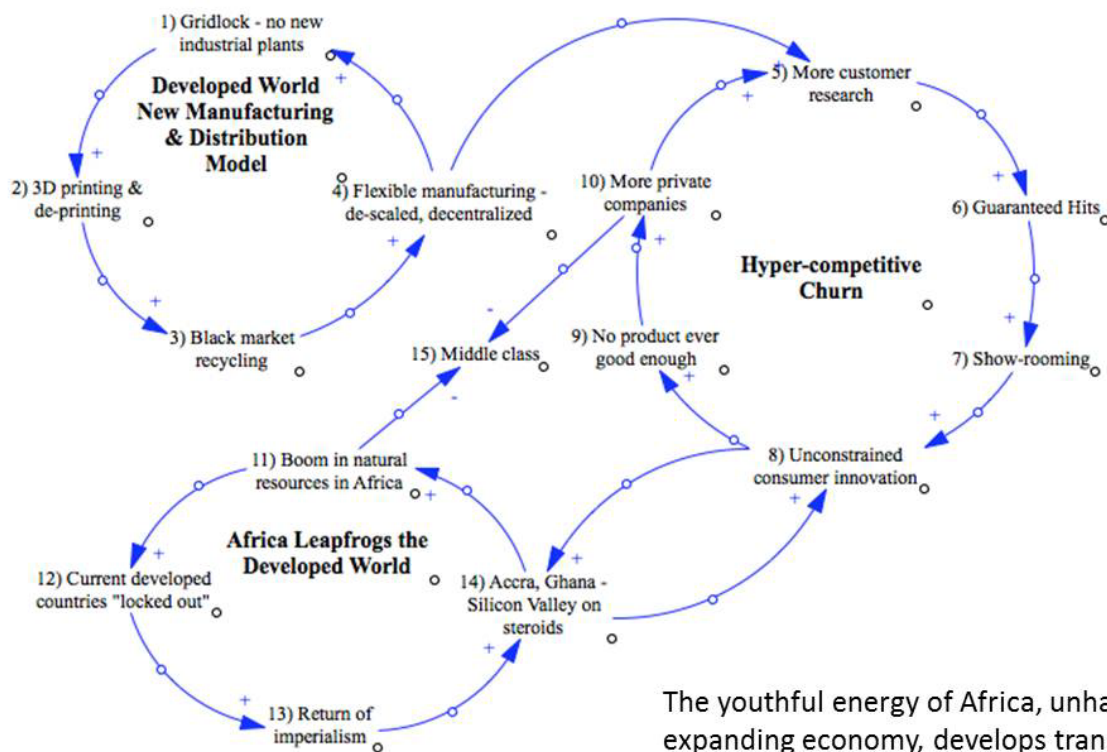 1) Gridlock - no new
industrial plants
Developed World
New Manufacturing
& Distribution
Model
2) 3D printing &
de-printing
3) Black market
recycling
4) Flexible manufacturing -
de-scaled, decentralized
5) More customer
research
6) Guaranteed Hits
7) Show-rooming
8) Unconstrained
consumer innovation
9) No product ever
good enough
10) More private
companies
Hyper-competitive
Churn
15) Middle class
11) Boom in natural
resources in Africa
Africa Leapfrogs the
Developed World
12) Current developed
countries "locked out"
13) Return of
imperialism
14) Accra, Ghana -
Silicon Valley on
steroids
The youthful energy of Africa,
expanding economy, develops